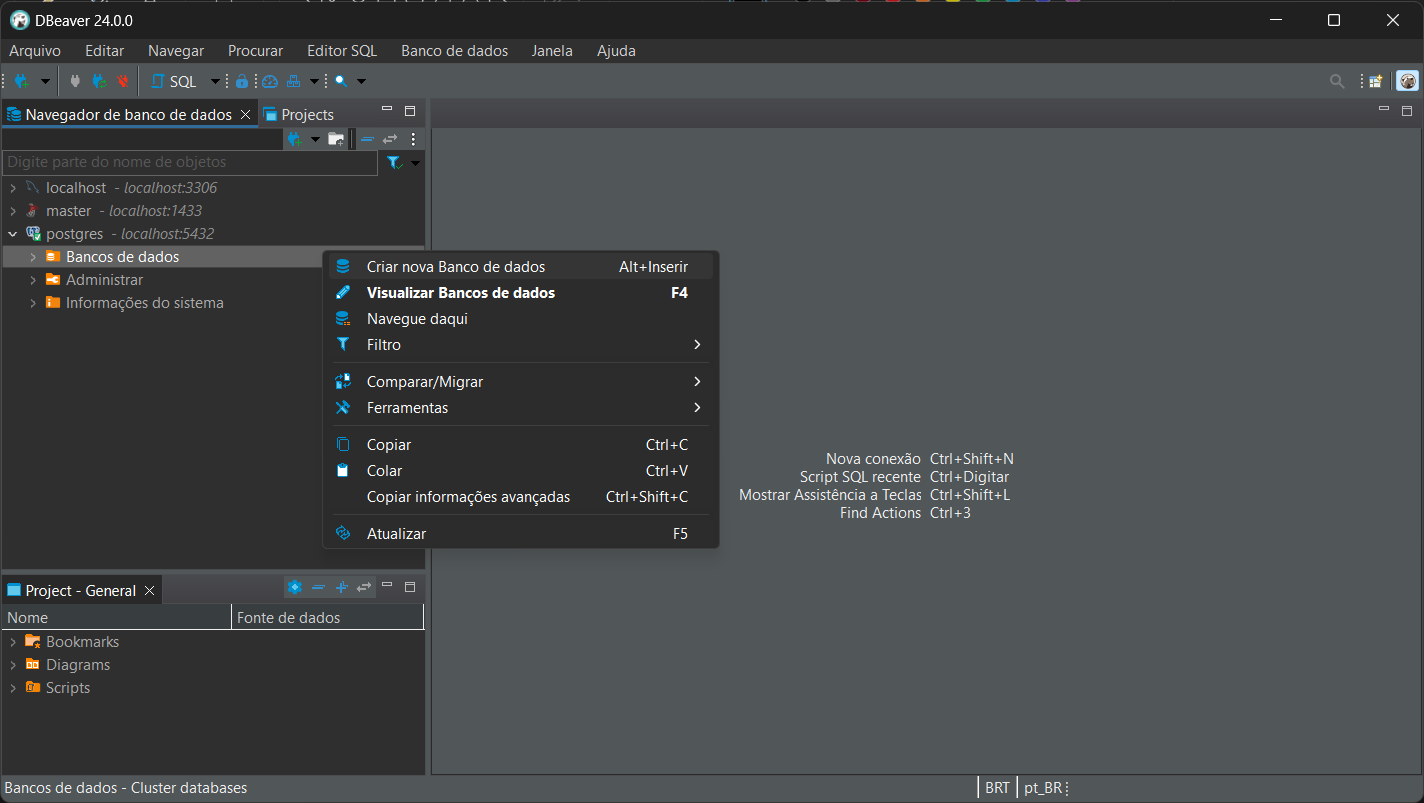 DBeaver 24.0.0
Arquivo Editar Navegar Procurar Editor SQL Banco de dados Janela Ajuda
SQL
Navegador de banco de dados Projects
Digite parte do nome de objetos
localhost - localhost:3306
master - localhost:1433
postgres - localhost:5432
Bancos de dados
Administrar
Informações do sistema
Criar nova Banco de dados Alt+Inserir
Visualizar Bancos de dados F4
Navegue daqui
Filtro
Comparar/Migrar
Ferramentas
Copiar Ctrl+C
Colar Ctrl+V
Copiar informações avançadas Ctrl+Shift+C
Atualizar F5
Nova conexão Ctrl+Shift+N
Script SQL recente Ctrl+Digitar
Mostrar Assistência a Teclas Ctrl+Shift+L
Find Actions Ctrl+3
Project - General
Nome Fonte de dados
Bookmarks
Diagrams
Scripts
Bancos de dados - Cluster databases BRT pt_BR